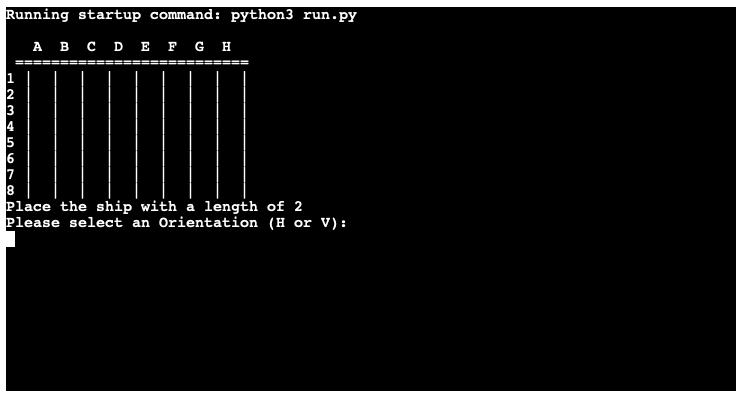 Running startup command: python3 run.py
A B C D E F G H
==========================
1 | | | | | | | | |
2 | | | | | | | | |
3 | | | | | | | | |
4 | | | | | | | | |
5 | | | | | | | | |
6 | | | | | | | | |
7 | | | | | | | | |
8 | | | | | | | | |
Place the ship with a length of 2
Please select an Orientation (H or V):